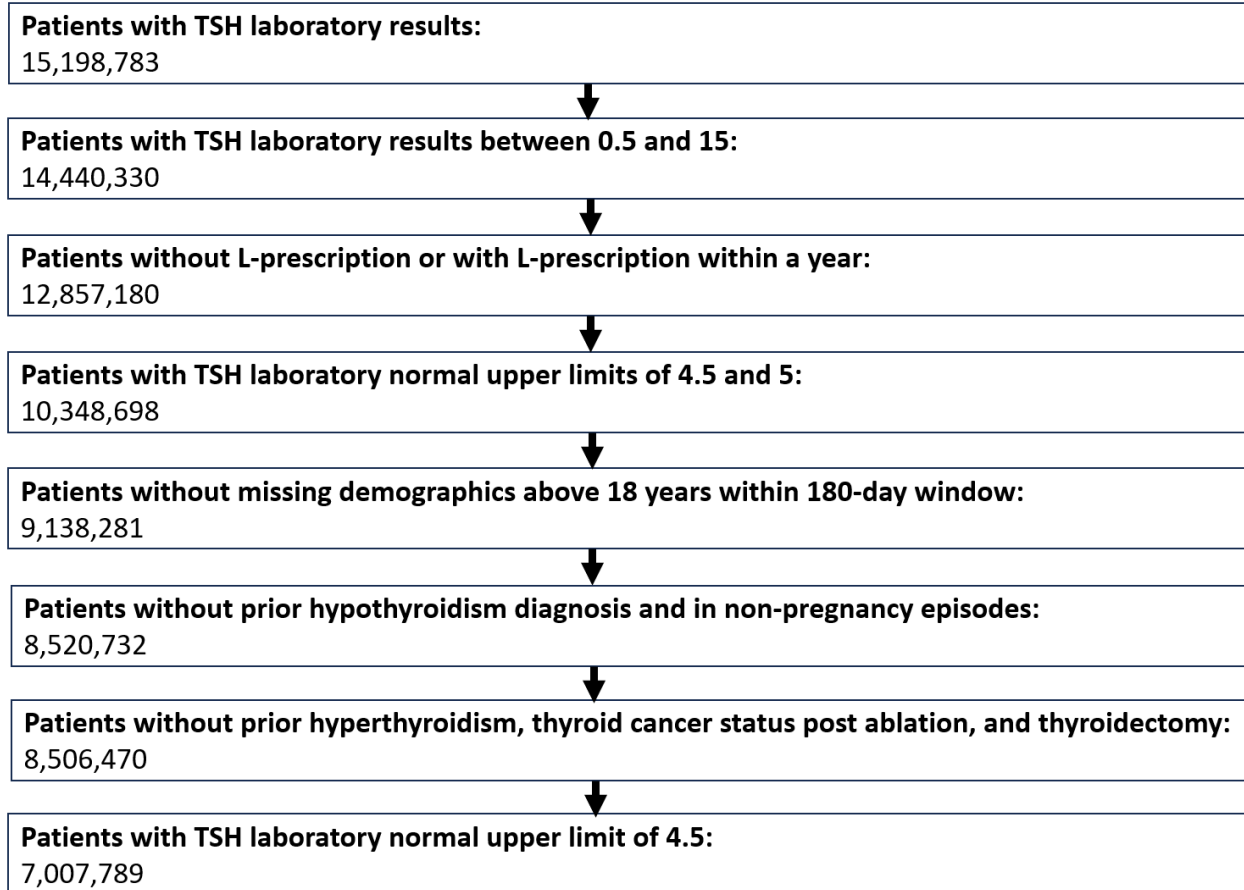 Patients with TSH laboratory results:
15,198,783
Patients with TSH laboratory results between 0.5 and 15:
14,440,330
Patients without L-prescription or with L-prescription within a year:
12,857,180
Patients with TSH laboratory normal upper limits of 4.5 and 5:
10,348,698
Patients without missing demographics above 18 years within 180-day window:
9,138,281
Patients without prior hypothyroidism diagnosis and in non-pregnancy episodes:
8,520,732
Patients without prior hyperthyroidism, thyroid cancer status post ablation, and thyroidectomy:
8,506,470
Patients with TSH laboratory normal upper limit of 4.5:
7,007,789